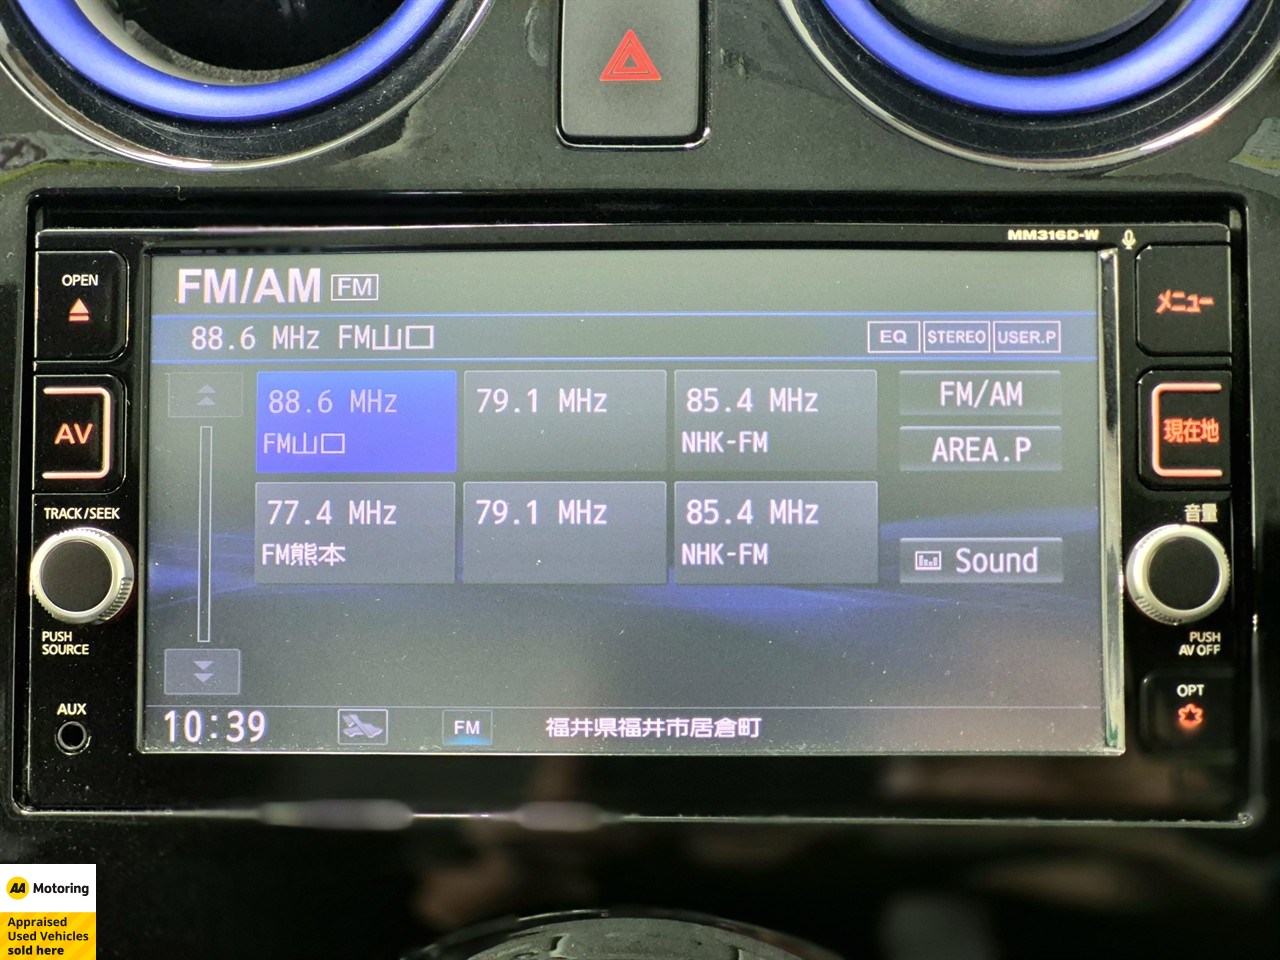 MM316D-W
OPEN
FM/AM FM
メニュー
88.6 MHz FM山口 EQ STEREO USER.P
AV
88.6 MHz 79.1 MHz 85.4 MHz FM/AM
FM山口 NHK-FM AREA.P
現在地
TRACK/SEEK
音量
77.4 MHz 79.1 MHz 85.4 MHz
FM熊本 NHK-FM Sound
PUSH
SOURCE
PUSH
AV OFF
AUX
OPT
10:39 FM 福井県福井市居倉町
AA Motoring
Appraised
Used Vehicles
sold here